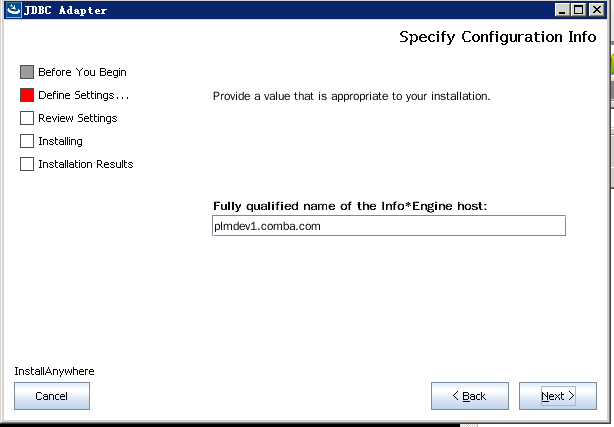 JDBC Adapter
Specify Configuration Info
Before You Begin
Define Settings...
Review Settings
Installing
Installation Results
Provide a value that is appropriate to your installation.
Fully qualified name of the Info*Engine host:
plmdev1.comba.com
InstallAnywhere
Cancel
< Back
Next >